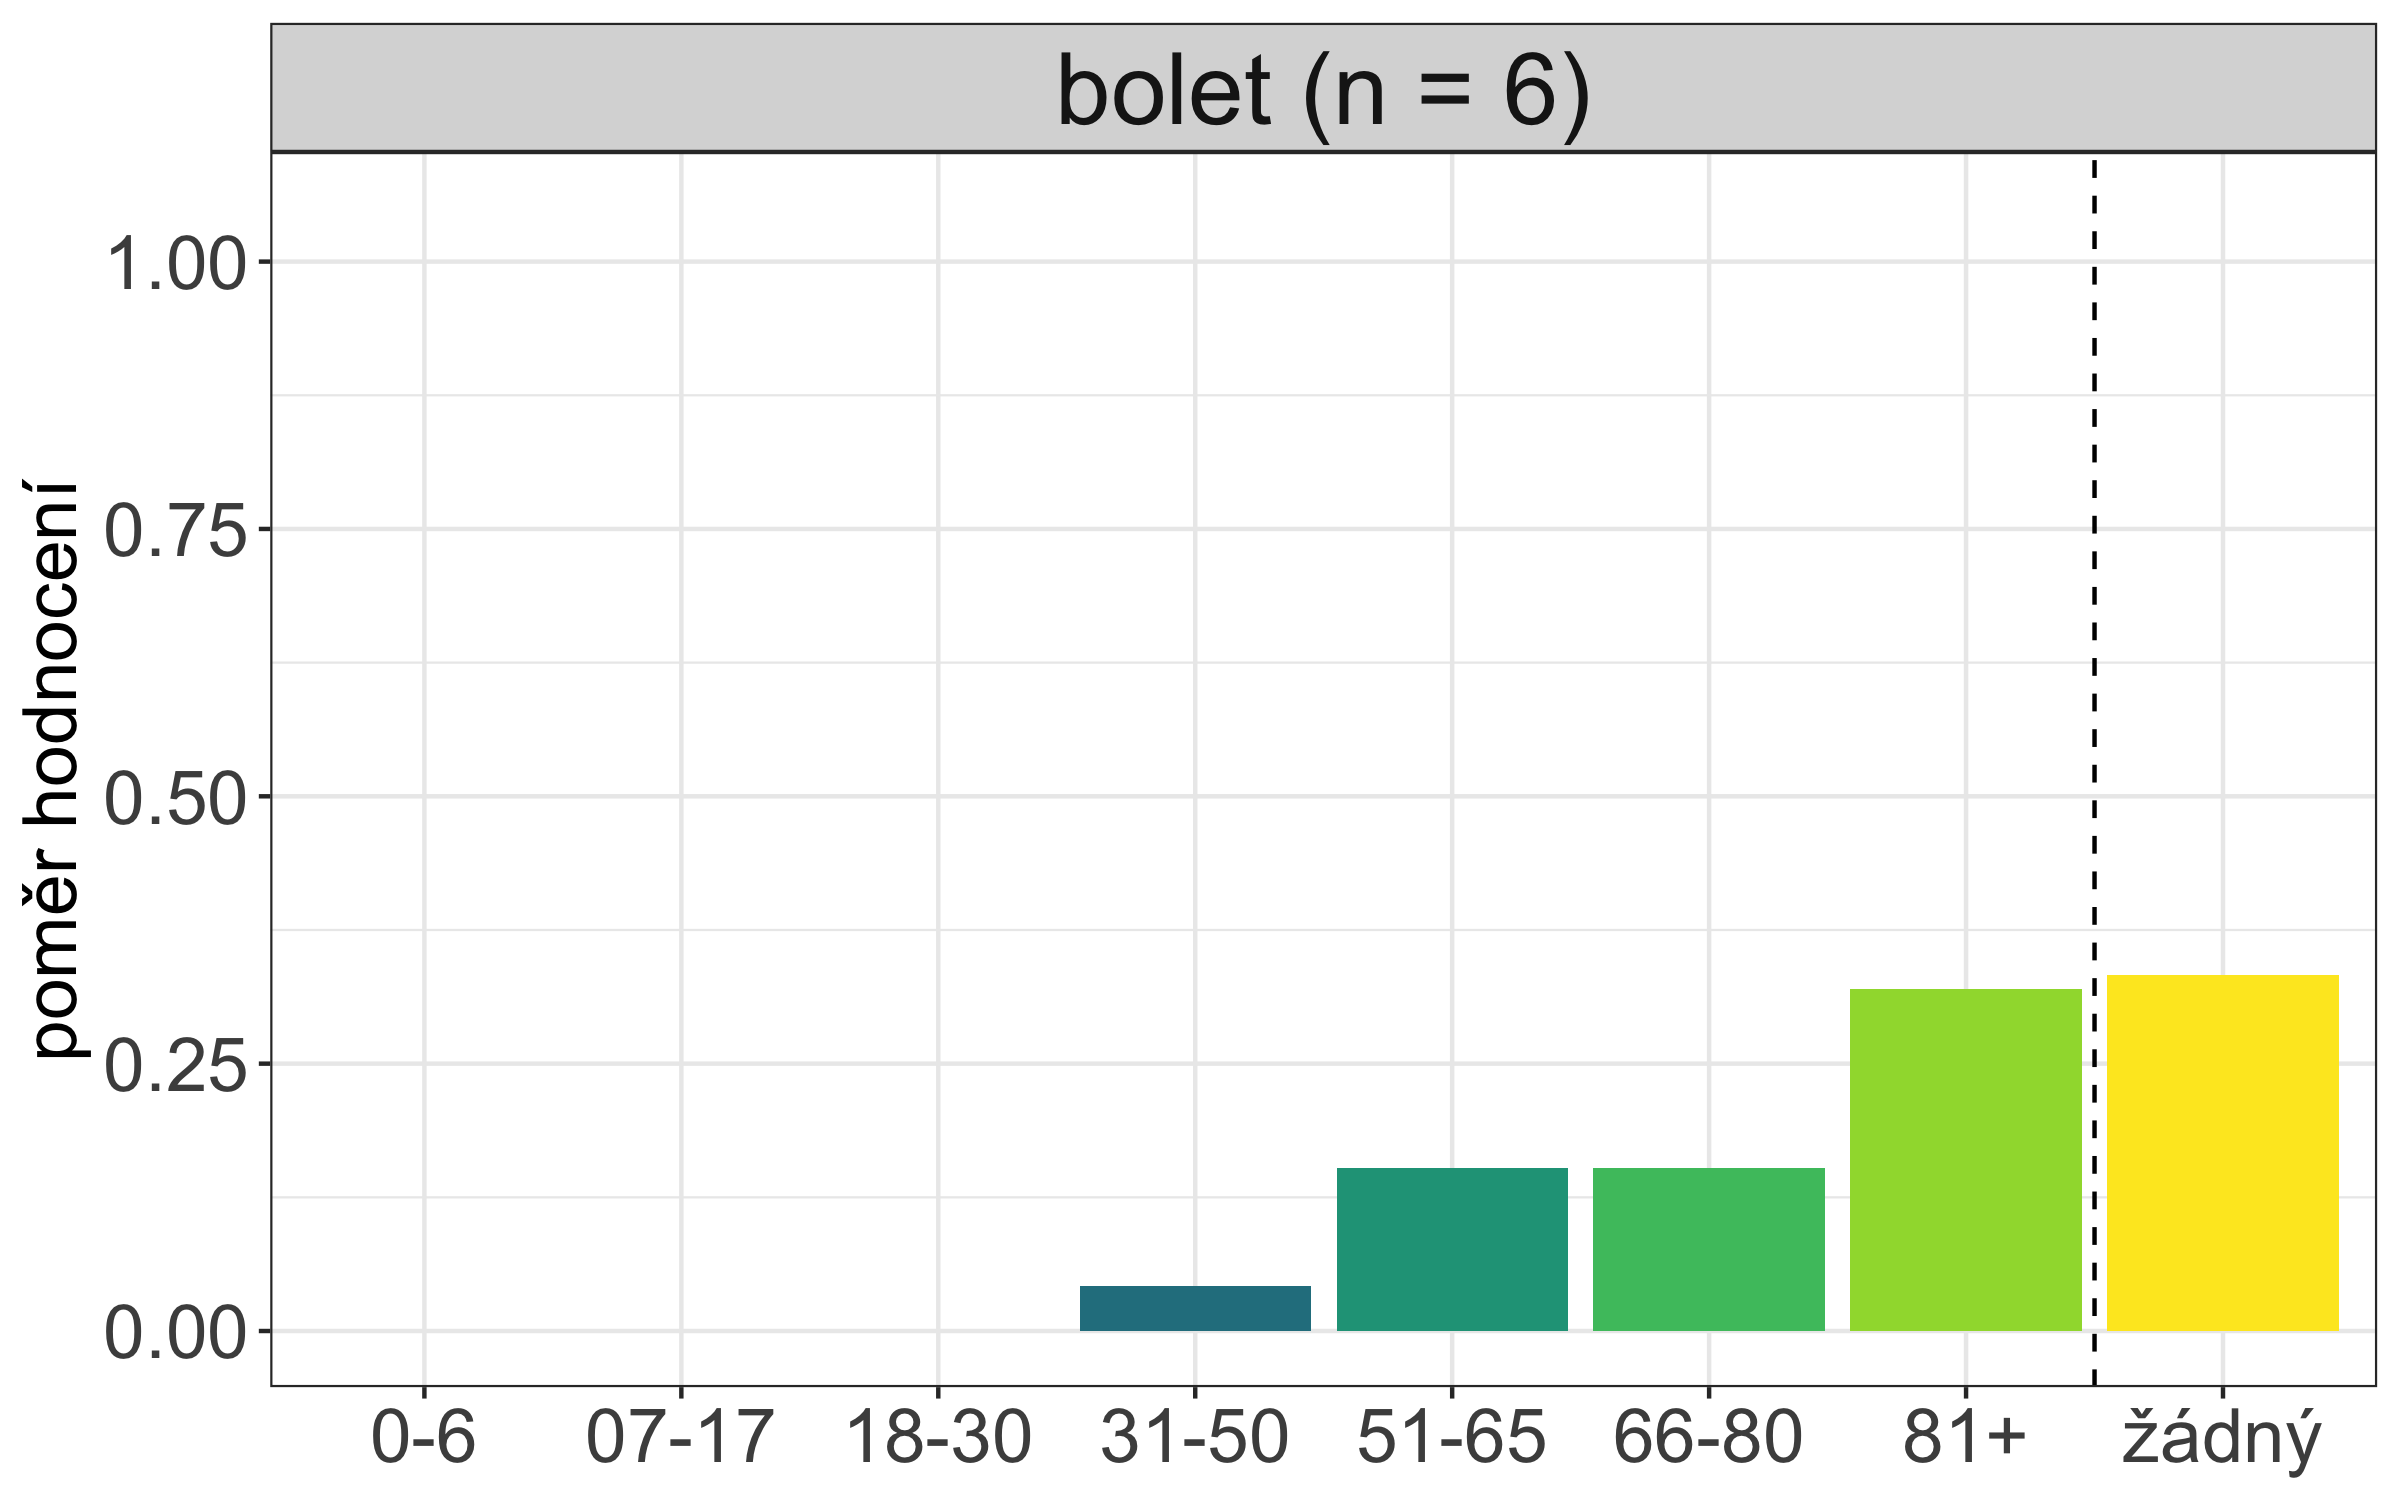 bolet (n = 6)
poměr hodnocení
1.00
0.75
0.50
0.25
0.00
0-6 07-17 18-30 31-50 51-65 66-80 81+ žádný